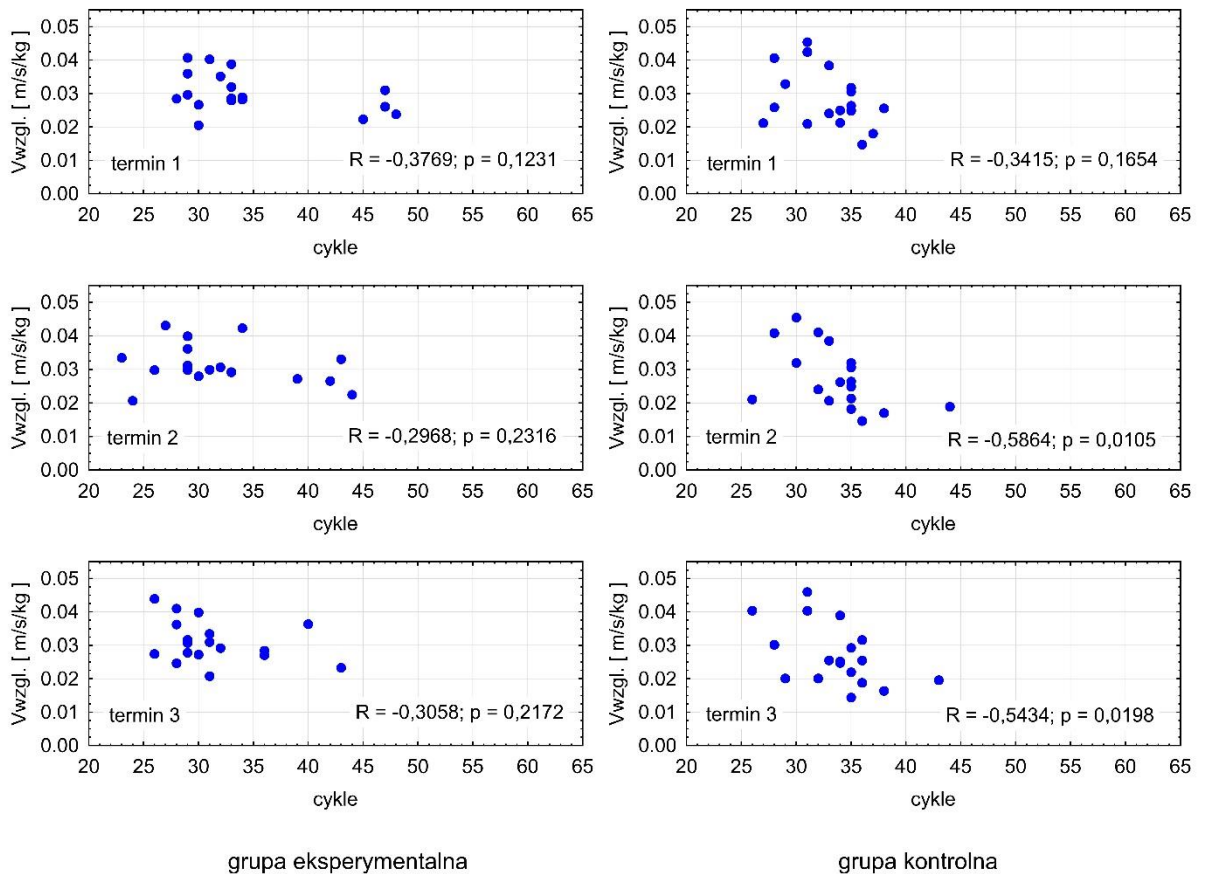 Vwzgl. [ m/s/kg ]
0.05
0.04
0.03
0.02
0.01
0.00
termin 1
R = -0,3769; p = 0,1231
20 25 30 35 40 45 50 55 60 65
cykle
Vwzgl. [ m/s/kg ]
0.05
0.04
0.03
0.02
0.01
0.00
termin 1
R = -0,3415; p = 0,1654
20 25 30 35 40 45 50 55 60 65
cykle
Vwzgl. [ m/s/kg ]
0.05
0.04
0.03
0.02
0.01
0.00
termin 2
R = -0,2968; p = 0,2316
20 25 30 35 40 45 50 55 60 65
cykle
Vwzgl. [ m/s/kg ]
0.05
0.04
0.03
0.02
0.01
0.00
termin 2
R = -0,5864; p = 0,0105
20 25 30 35 40 45 50 55 60 65
cykle
Vwzgl. [ m/s/kg ]
0.05
0.04
0.03
0.02
0.01
0.00
termin 3
R = -0,3058; p = 0,2172
20 25 30 35 40 45 50 55 60 65
cykle
Vwzgl. [ m/s/kg ]
0.05
0.04
0.03
0.02
0.01
0.00
termin 3
R = -0,5434; p = 0,0198
20 25 30 35 40 45 50 55 60 65
cykle
grupa eksperymentalna
grupa kontrolna